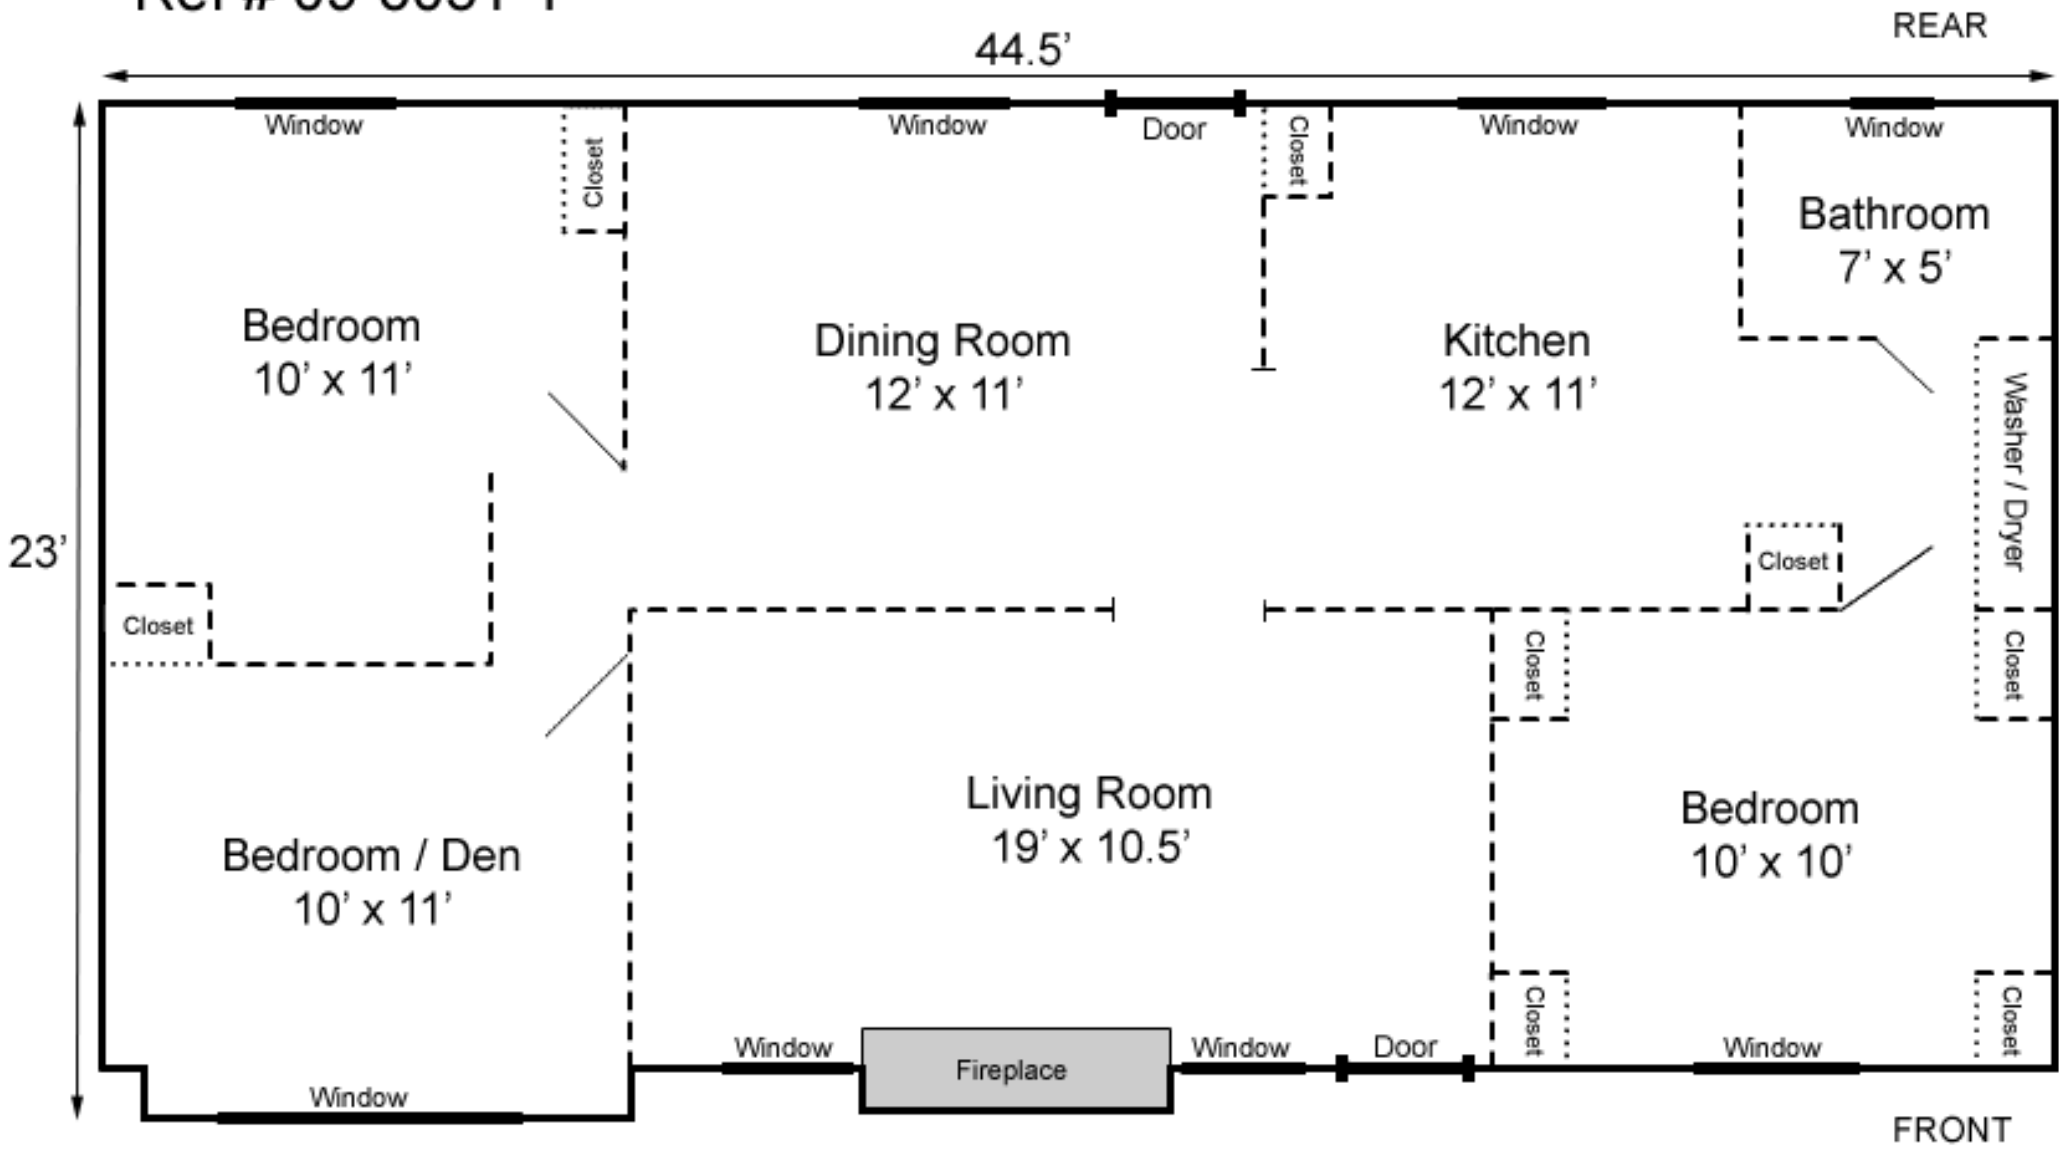 REAR
44.5’
Window
Closet
Window
Door
Closet
Window
Window
Bathroom
7’ x 5’
Bedroom
10’ x 11’
Dining Room
12’ x 11’
Kitchen
12’ x 11’
Washer / Dryer
23’
Closet
Closet
Closet
Closet
Living Room
19’ x 10.5’
Bedroom
10’ x 10’
Bedroom / Den
10’ x 11’
Closet
Closet
Window
Window
Door
Window
Fireplace
Window
FRONT